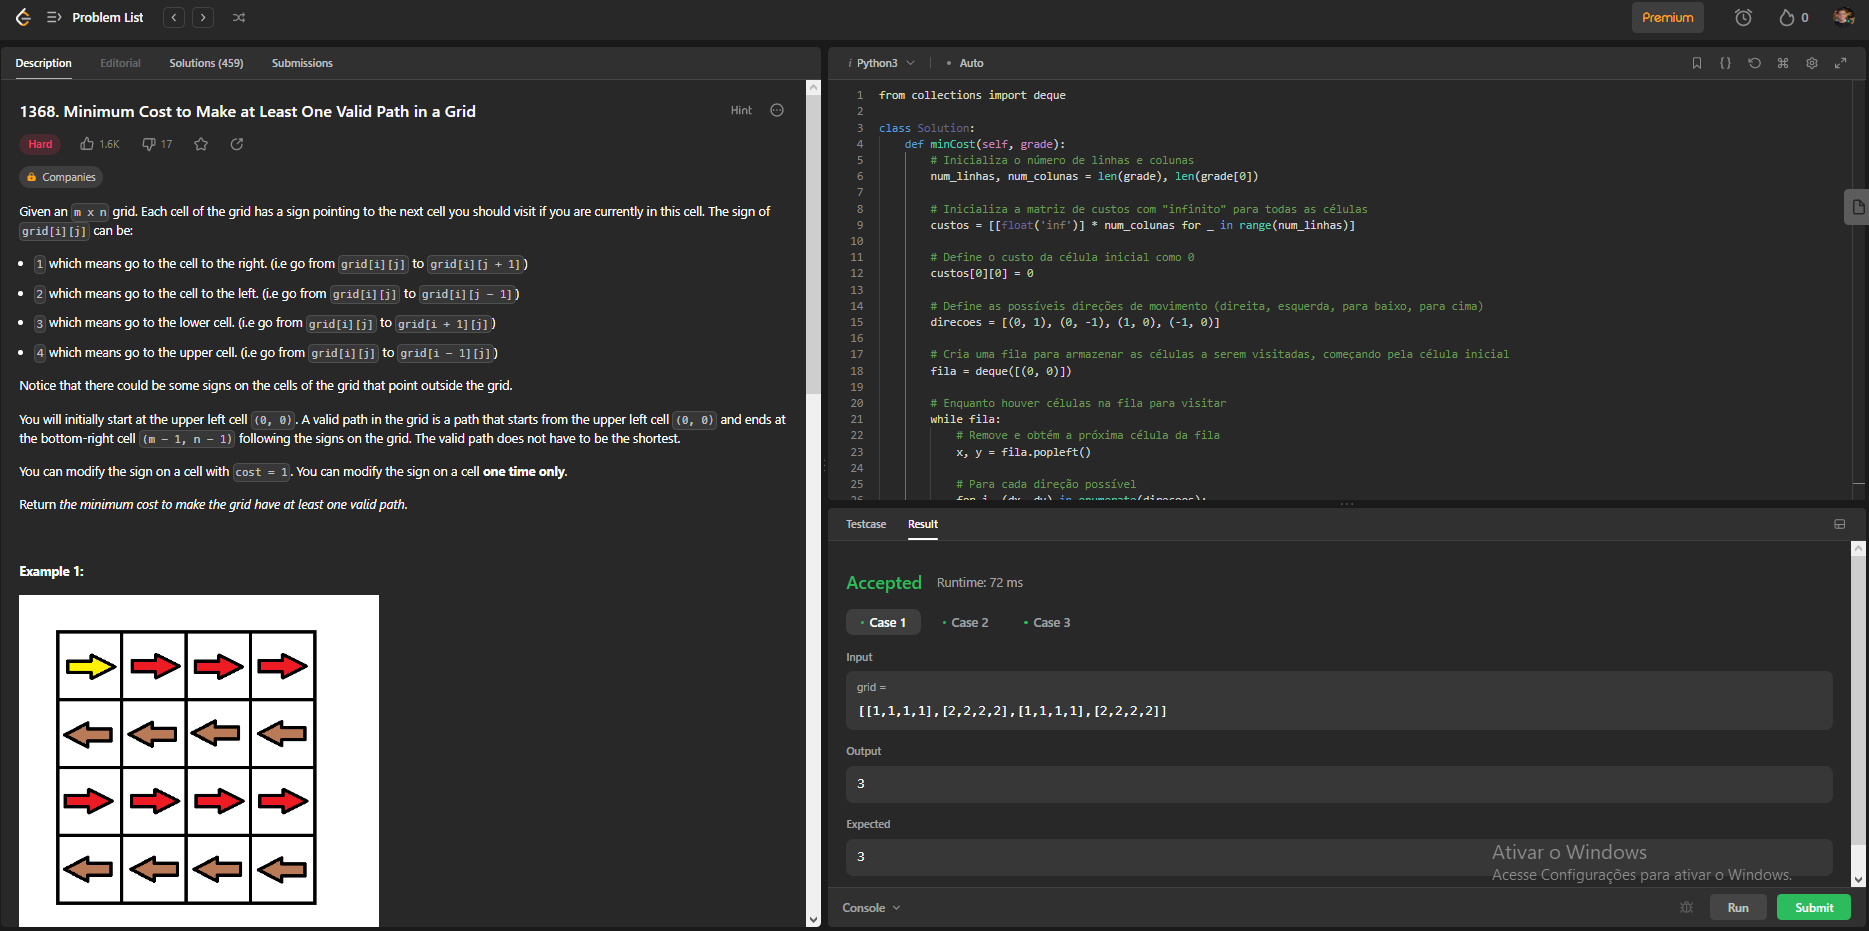 Problem List
Premium
0
Description
Editorial
Solutions (459)
Submissions
1368. Minimum Cost to Make at Least One Valid Path in a Grid
Hint
Hard
1.6K
17
Companies
Given an m x n grid. Each cell of the grid has a sign pointing to the next cell you should visit if you are currently in this cell. The sign of
grid[i][j] can be:
• 1 which means go to the cell to the right. (i.e go from grid[i][j] to grid[i][j + 1])
• 2 which means go to the cell to the left. (i.e go from grid[i][j] to grid[i][j - 1])
• 3 which means go to the lower cell. (i.e go from grid[i][j] to grid[i + 1][j])
• 4 which means go to the upper cell. (i.e go from grid[i][j] to grid[i - 1][j])
Notice that there could be some signs on the cells of the grid that point outside the grid.
You will initially start at the upper left cell (0, 0). A valid path in the grid is a path that starts from the upper left cell (0, 0) and ends at
the bottom-right cell (m - 1, n - 1) following the signs on the grid. The valid path does not have to be the shortest.
You can modify the sign on a cell with cost = 1. You can modify the sign on a cell one time only.
Return the minimum cost to make the grid have at least one valid path.
Example 1:
i Python3
• Auto
1 from collections import deque
2
3 class Solution:
4 def minCost(self, grade):
5 # Inicializa o número de linhas e colunas
6 num_linhas, num_colunas = len(grade), len(grade[0])
7
8 # Inicializa a matriz de custos com "infinito" para todas as células
9 custos = [[float('inf')] * num_colunas for _ in range(num_linhas)]
10
11 # Define o custo da célula inicial como 0
12 custos[0][0] = 0
13
14 # Define as possíveis direções de movimento (direita, esquerda, para baixo, para cima)
15 direcoes = [(0, 1), (0, -1), (1, 0), (-1, 0)]
16
17 # Cria uma fila para armazenar as células a serem visitadas, começando pela célula inicial
18 fila = deque([(0, 0)])
19
20 # Enquanto houver células na fila para visitar
21 while fila:
22 # Remove e obtém a próxima célula da fila
23 x, y = fila.popleft()
24
25 # Para cada direção possível
26 for i, (dx, dy) in enumerate(direcoes):
Testcase
Result
Accepted
Runtime: 72 ms
• Case 1
• Case 2
• Case 3
Input
grid =
[[1,1,1,1],[2,2,2,2],[1,1,1,1],[2,2,2,2]]
Output
3
Expected
3
Ativar o Windows
Acesse Configurações para ativar o Windows.
Console
Run
Submit